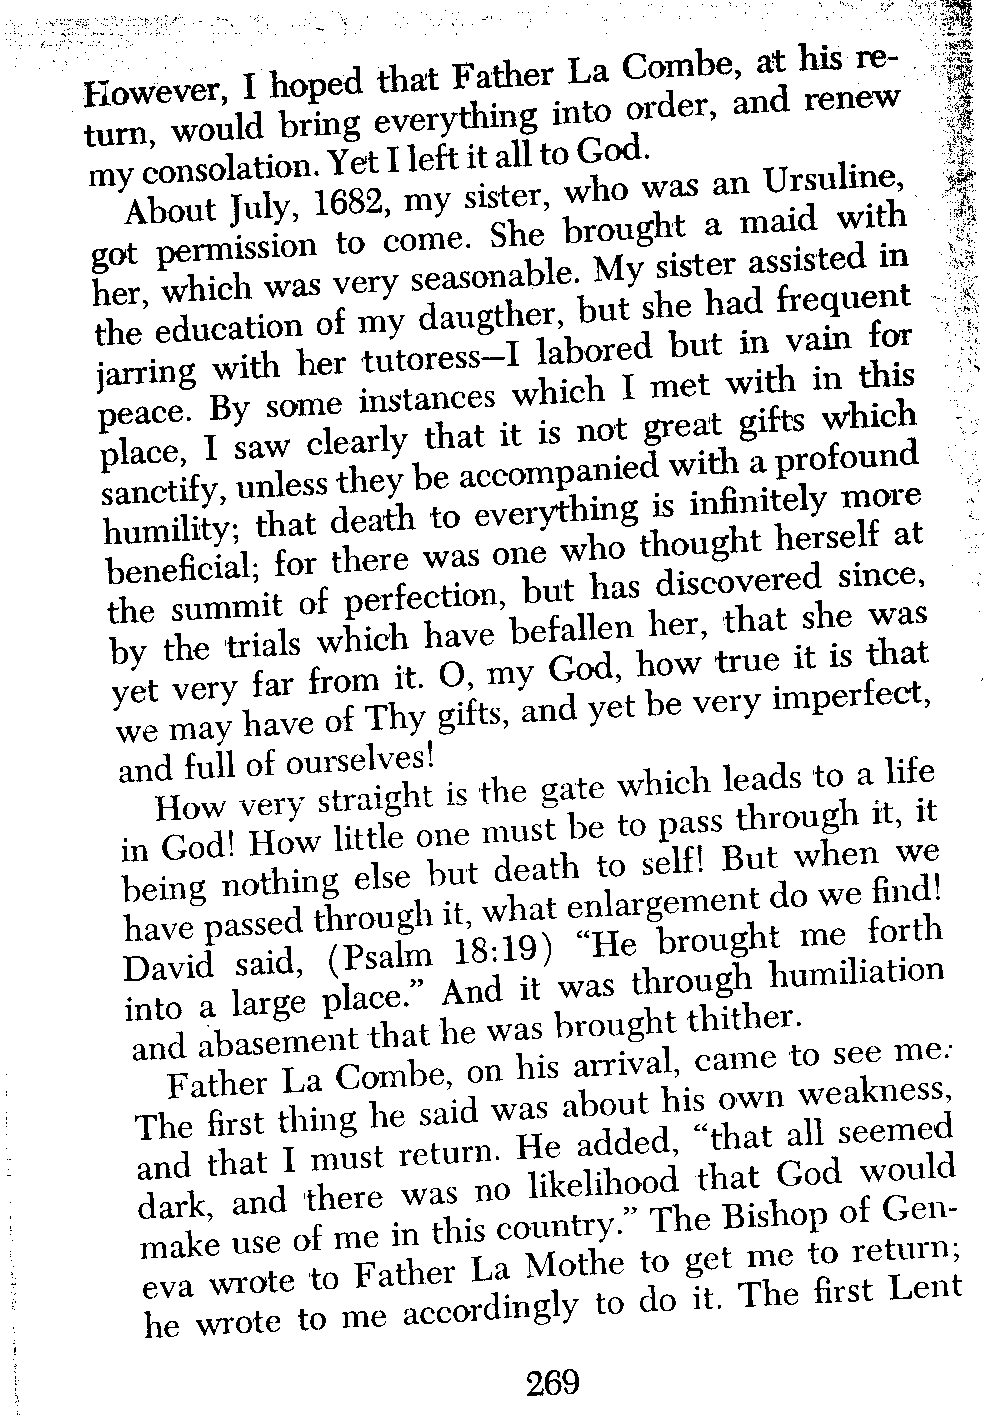 However, I hoped that Father La Combe, at his re-
turn, would bring everything into order, and renew
my consolation. Yet I left it all to God.
About July, 1682, my sister, who was an Ursuline,
got permission to come. She brought a maid with
her, which was very seasonable. My sister assisted in
the education of my daugther, but she had frequent
jarring with her tutoress—I labored but in vain for
peace. By some instances which I met with in this
place, I saw clearly that it is not great gifts which
sanctify, unless they be accompanied with a profound
humility; that death to everything is infinitely more
beneficial; for there was one who thought herself at
the summit of perfection, but has discovered since,
by the trials which have befallen her, that she was
yet very far from it. O, my God, how true it is that
we may have of Thy gifts, and yet be very imperfect,
and full of ourselves!
How very straight is the gate which leads to a life
in God! How little one must be to pass through it, it
being nothing else but death to self! But when we
have passed through it, what enlargement do we find!
David said, (Psalm 18:19) “He brought me forth
into a large place.” And it was through humiliation
and abasement that he was brought thither.
Father La Combe, on his arrival, came to see me.
The first thing he said was about his own weakness,
and that I must return. He added, “that all seemed
dark, and there was no likelihood that God would
make use of me in this country.” The Bishop of Gen-
eva wrote to Father La Mothe to get me to return;
he wrote to me accordingly to do it. The first Lent
269